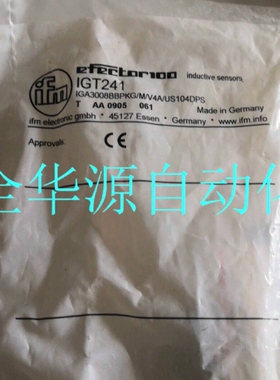 ifm
efector100 inductive sensors
IGT241
IGA3008BBPKG/M/V4A/US104DPS
T AA 0905 061 Made in Germany
ifm electronic gmbh * 45127 Essen * Germany * www.ifm.info
Approvals: CE
全华源自动化